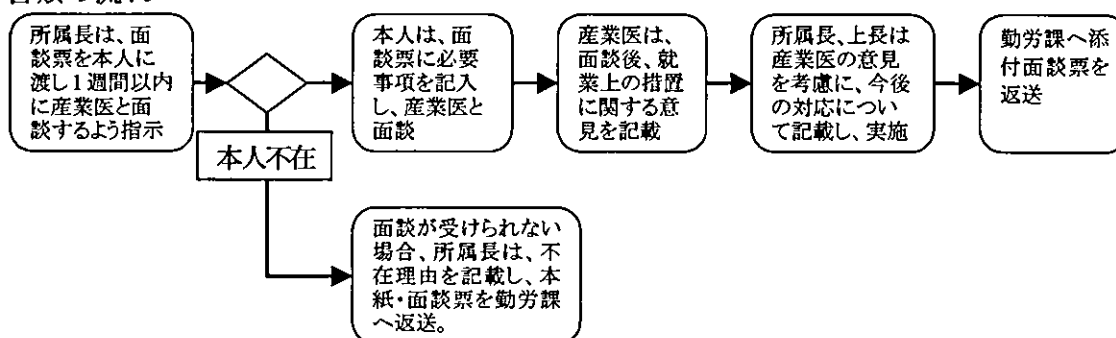 所属長は、面
談票を本人に
渡し1週間以内
に産業医と面
談するよう指示
本人は、面
談票に必要
事項を記入
し、産業医と
面談
産業医は、
面談後、就
業上の措置
に関する意
見を記載
所属長、上長は
産業医の意見
を考慮に、今後
の対応につい
て記載し、実施
勤労課へ添
付面談票を
返送
本人不在
面談が受けられない
場合、所属長は、不
在理由を記載し、本
紙・面談票を勤労課
へ返送。